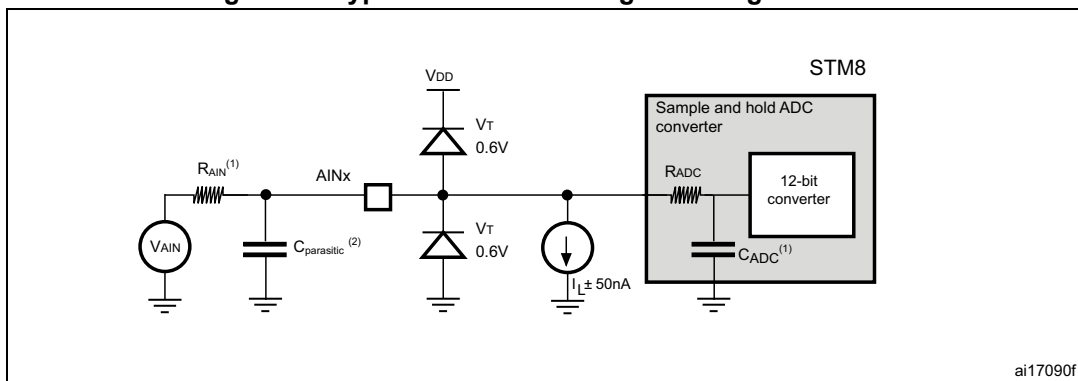 STM8
VDD
Sample and hold ADC
converter
VT
0.6V
RAIN(1)
AINx
RADC
12-bit
converter
VAIN
Cparasitic (2)
VT
0.6V
IL± 50nA
CADC(1)
ai17090f